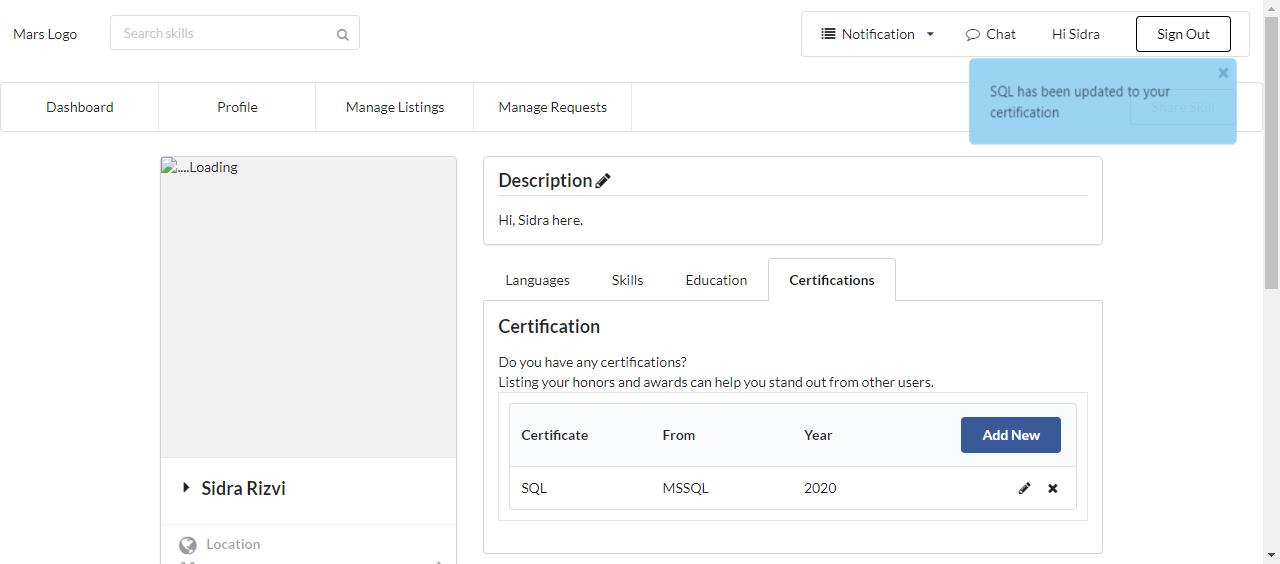 Mars Logo
Search skills
Notification
Chat
Hi Sidra
Sign Out
Dashboard
Profile
Manage Listings
Manage Requests
Share Skill
SQL has been updated to your
certification
....Loading
Description
Hi, Sidra here.
Languages
Skills
Education
Certifications
Certification
Do you have any certifications?
Listing your honors and awards can help you stand out from other users.
Certificate
From
Year
Add New
SQL
MSSQL
2020
Sidra Rizvi
Location